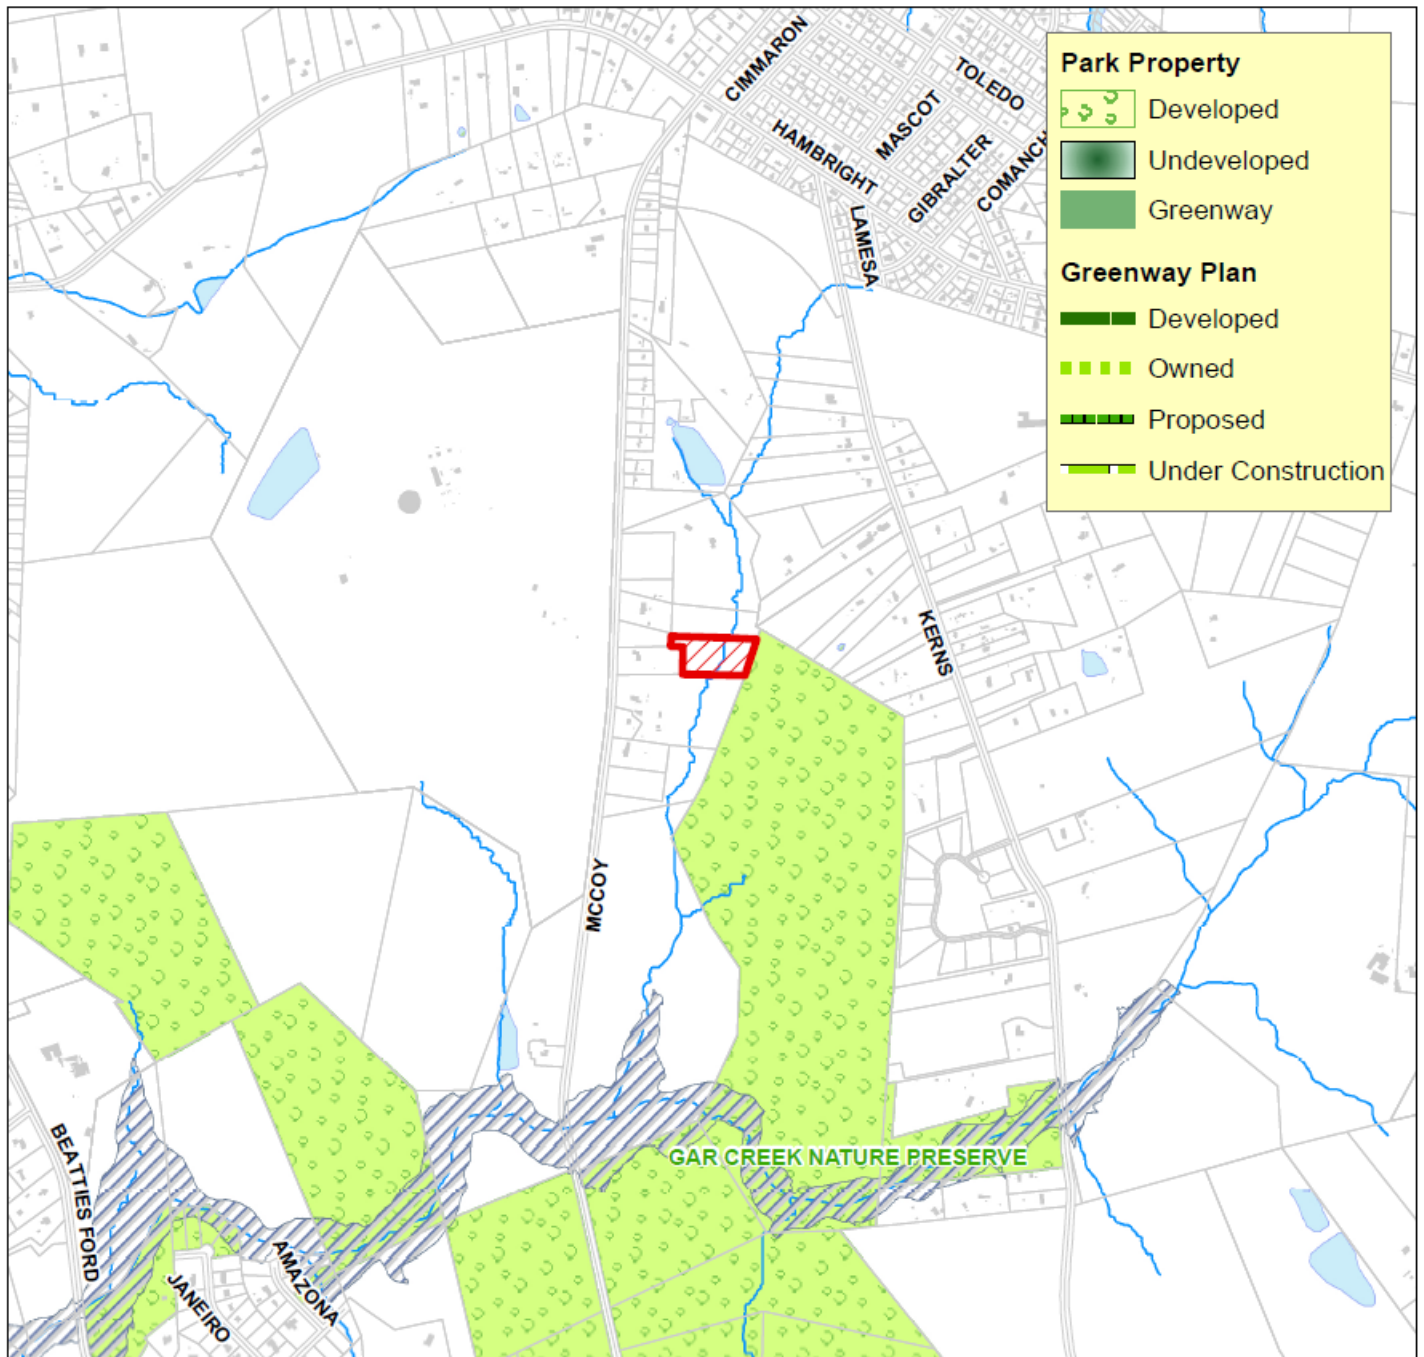 CIMMARON
TOLEDO
MASCOT
HAMBRIGHT
GIBRALTER
COMANCH
LAMESA
Park Property
Developed
Undeveloped
Greenway
Greenway Plan
Developed
Owned
Proposed
Under Construction
KERNS
MCCOY
GAR CREEK NATURE PRESERVE
BEATTIES FORD
AMAZONA
JANEIRO